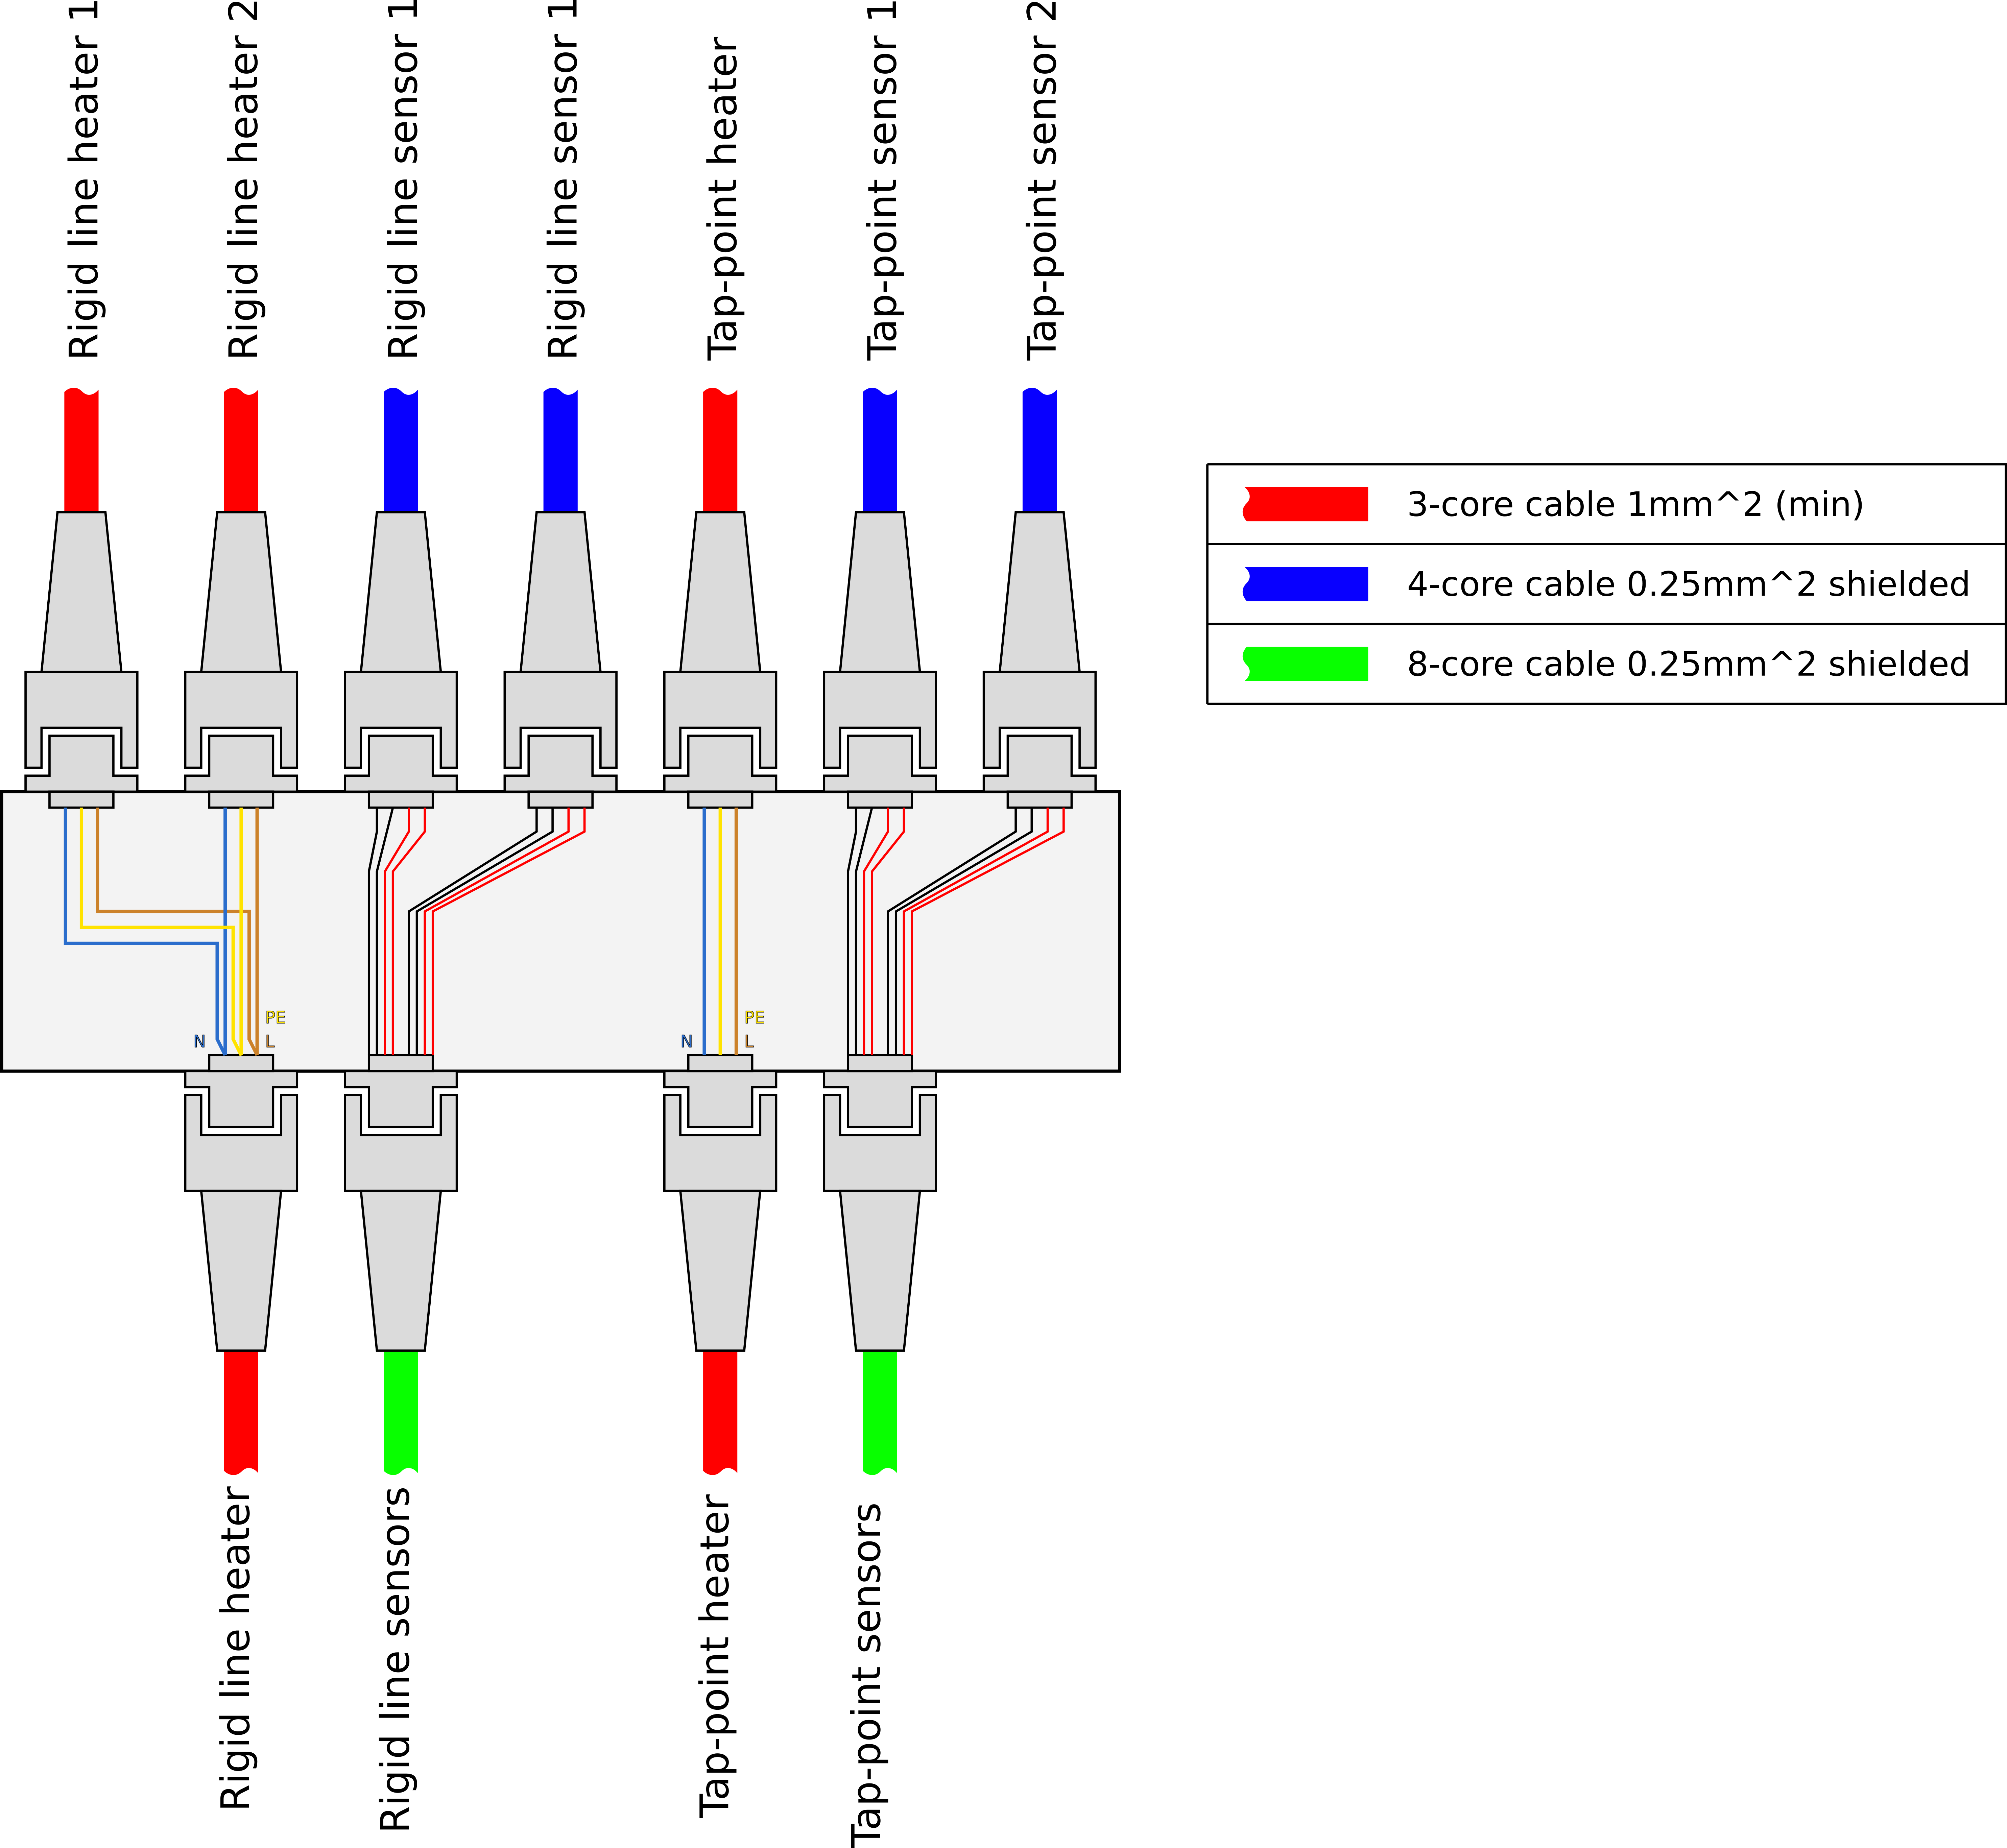 Rigid line heater 1
Rigid line heater 2
Rigid line sensor 1
Rigid line sensor 1
Tap-point heater
Tap-point sensor 1
Tap-point sensor 2
3-core cable 1mm^2 (min)
4-core cable 0.25mm^2 shielded
8-core cable 0.25mm^2 shielded
PE
N
L
PE
N
L
Rigid line heater
Rigid line sensors
Tap-point heater
Tap-point sensors